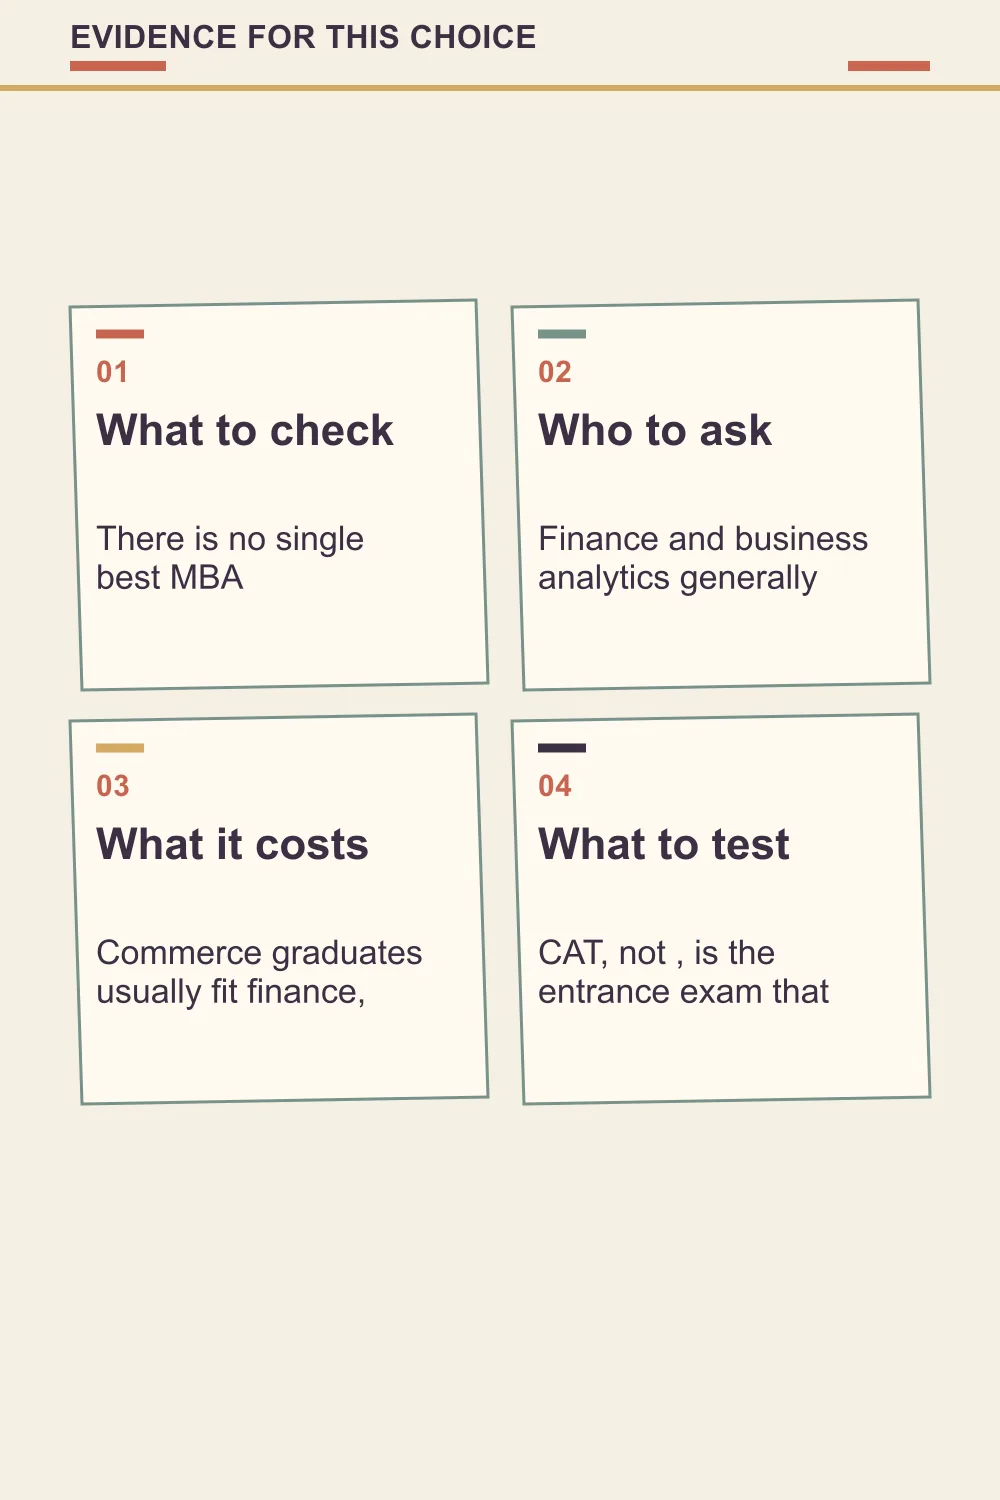 EVIDENCE FOR THIS CHOICE
01
What to check
There is no single
best MBA
02
Who to ask
Finance and business
analytics generally
03
What it costs
Commerce graduates
usually fit finance,
04
What to test
CAT, not , is the
entrance exam that